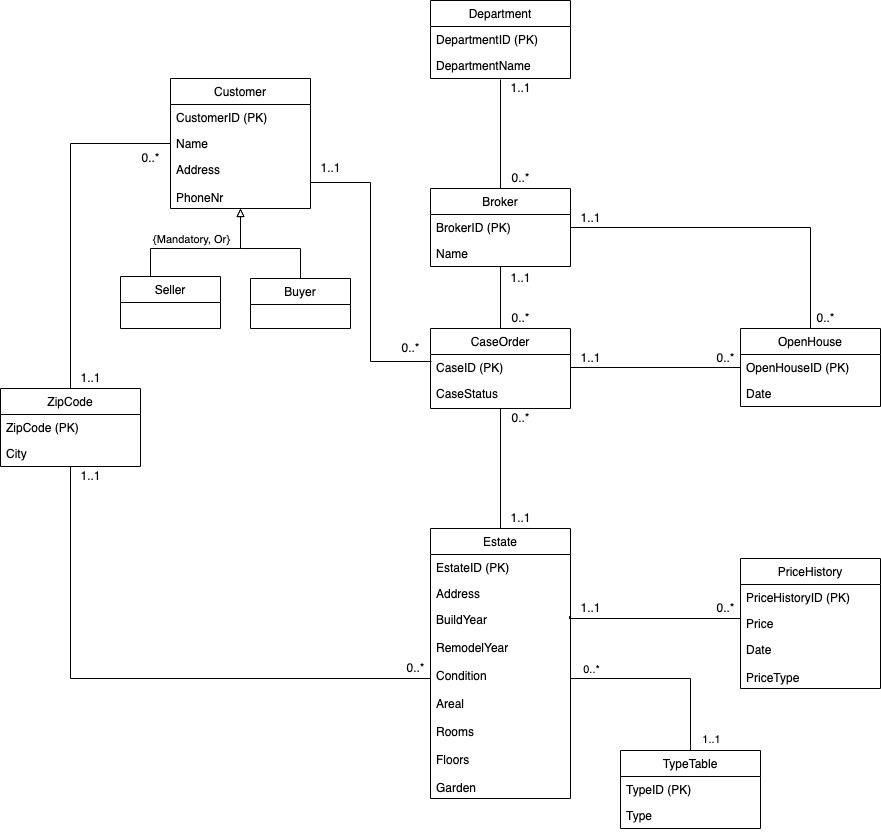 Department
DepartmentID (PK)
DepartmentName
1..1
Customer
CustomerID (PK)
Name
Address
PhoneNr
0..*
1..1
{Mandatory, Or}
Seller
Buyer
0..*
Broker
BrokerID (PK)
Name
1..1
1..1
0..*
0..*
CaseOrder
CaseID (PK)
CaseStatus
0..*
1..1
0..*
0..*
OpenHouse
OpenHouseID (PK)
Date
1..1
ZipCode
ZipCode (PK)
City
1..1
0..*
1..1
Estate
EstateID (PK)
Address
BuildYear
RemodelYear
Condition
Areal
Rooms
Floors
Garden
1..1
0..*
PriceHistory
PriceHistoryID (PK)
Price
Date
PriceType
0..*
0..*
1..1
TypeTable
TypeID (PK)
Type